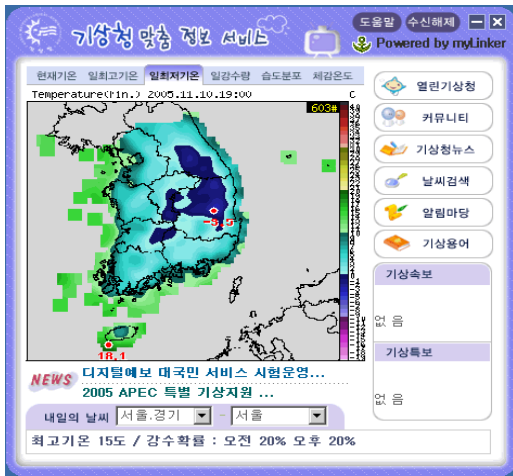 기상청 맞춤 정보 서비스
도움말 수신해제
Powered by myLinker
현재기온 일최고기온 일최저기온 일강수량 습도분포 체감온도
Temperature(Min.) 2005.11.10.19:00 C
603#
-5.5
18.1
열린기상청
커뮤니티
기상청뉴스
날씨검색
알림마당
기상용어
기상속보
없 음
기상특보
없 음
NEWS
디지털예보 대국민 서비스 시험운영...
2005 APEC 특별 기상지원 ...
내일의 날씨 서울.경기 - 서울
최고기온 15도 / 강수확률 : 오전 20% 오후 20%